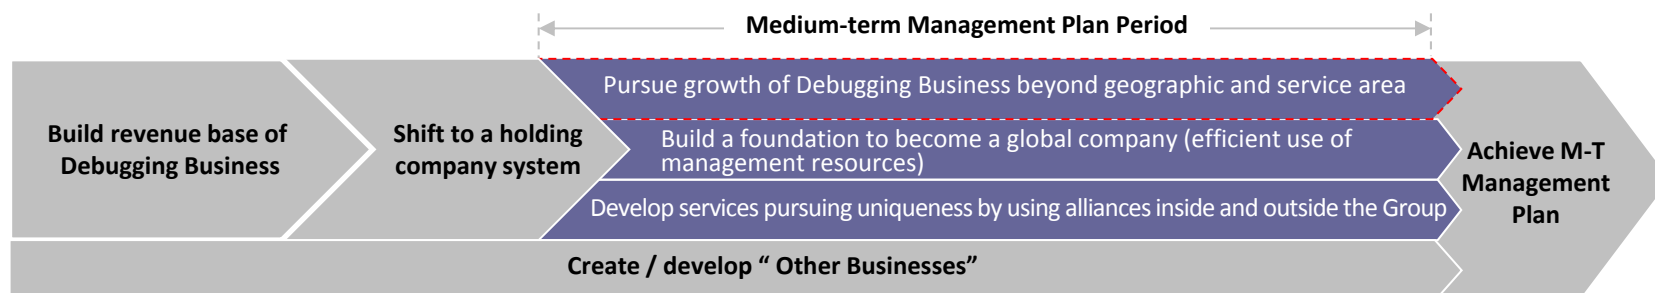 Medium-term Management Plan Period
Build revenue base of
Debugging Business
Shift to a holding
company system
Pursue growth of Debugging Business beyond geographic and service area
Build a foundation to become a global company (efficient use of
management resources)
Develop services pursuing uniqueness by using alliances inside and outside the Group
Achieve M-T
Management
Plan
Create / develop “ Other Businesses”